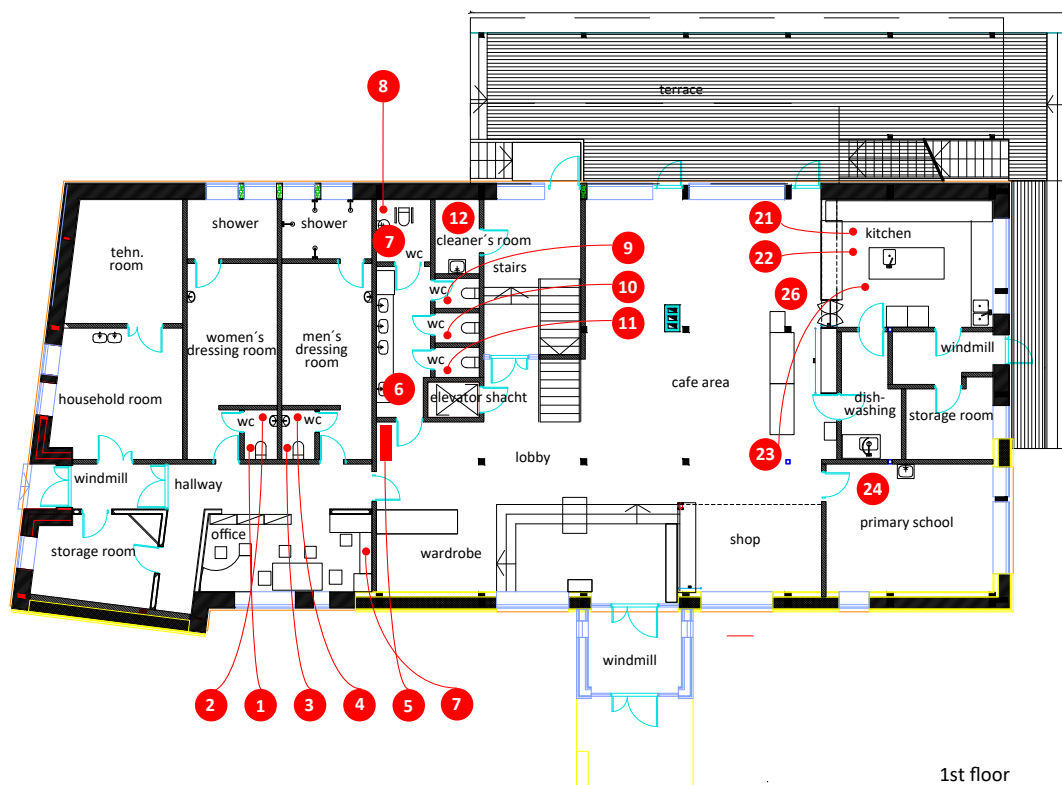 8
terrace
12
21
shower
shower
kitchen
7
cleaner´s room
9
22
tehn.
room
wc
stairs
wc
10
26
11
women´s
dressing room
men´s
dressing
room
wc
windmill
wc
cafe area
6
household room
elevator shacht
dish-
washing
storage room
wc
wc
lobby
23
windmill
hallway
24
primary school
office
storage room
wardrobe
shop
windmill
2
1
3
4
5
7
1st floor